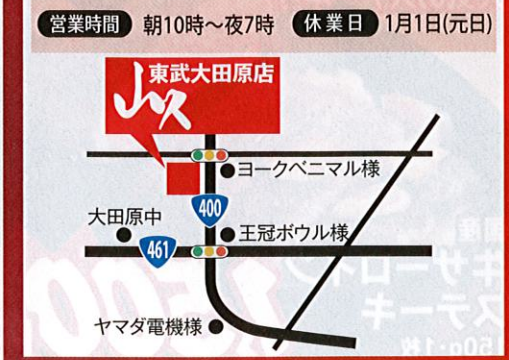 営業時間 朝10時～夜7時 休業日 1月1日(元日)
東武大田原店
ヨークベニマル様
400
大田原中
王冠ボウル様
461
ヤマダ電機様